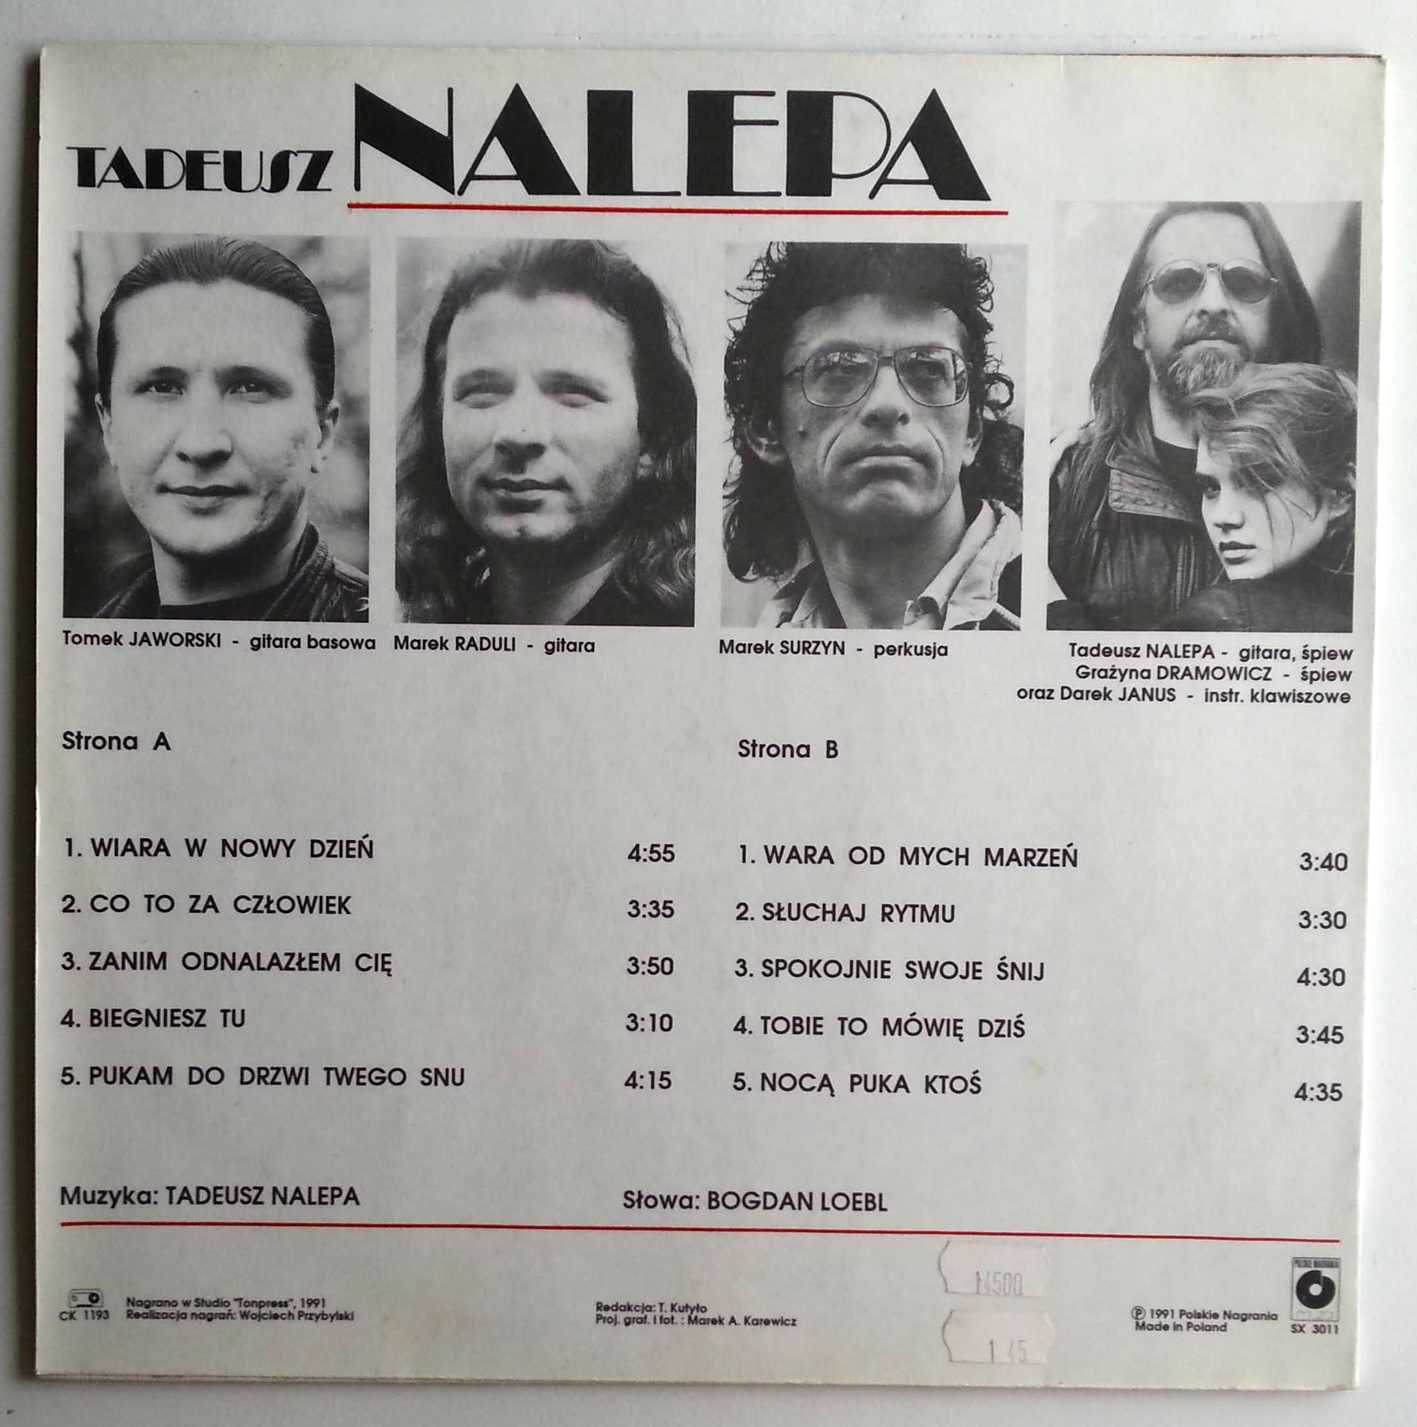 TADEUSZ NALEPA
Tomek JAWORSKI - gitara basowa
Marek RADULI - gitara
Marek SURZYN - perkusja
Tadeusz NALEPA - gitara, śpiew
Grażyna DRAMOWICZ - śpiew
oraz Darek JANUS - instr. klawiszowe
Strona A
1. WIARA W NOWY DZIEŃ 4:55
2. CO TO ZA CZŁOWIEK 3:35
3. ZANIM ODNALAZŁEM CIĘ 3:50
4. BIEGNIESZ TU 3:10
5. PUKAM DO DRZWI TWEGO SNU 4:15
Strona B
1. WARA OD MYCH MARZEŃ 3:40
2. SŁUCHAJ RYTMU 3:30
3. SPOKOJNIE SWOJE ŚNIJ 4:30
4. TOBIE TO MÓWIĘ DZIŚ 3:45
5. NOCĄ PUKA KTOŚ 4:35
Muzyka: TADEUSZ NALEPA
Słowa: BOGDAN LOEBL
CK 1193
Nagrano w Studio "Tonpress", 1991
Realizacja nagrań: Wojciech Przybylski
Redakcja: T. Kutyło
Proj. graf. i fot. : Marek A. Karewicz
14500
1 45
℗ 1991 Polskie Nagrania
Made in Poland
POLSKIE NAGRANIA
SX 3011